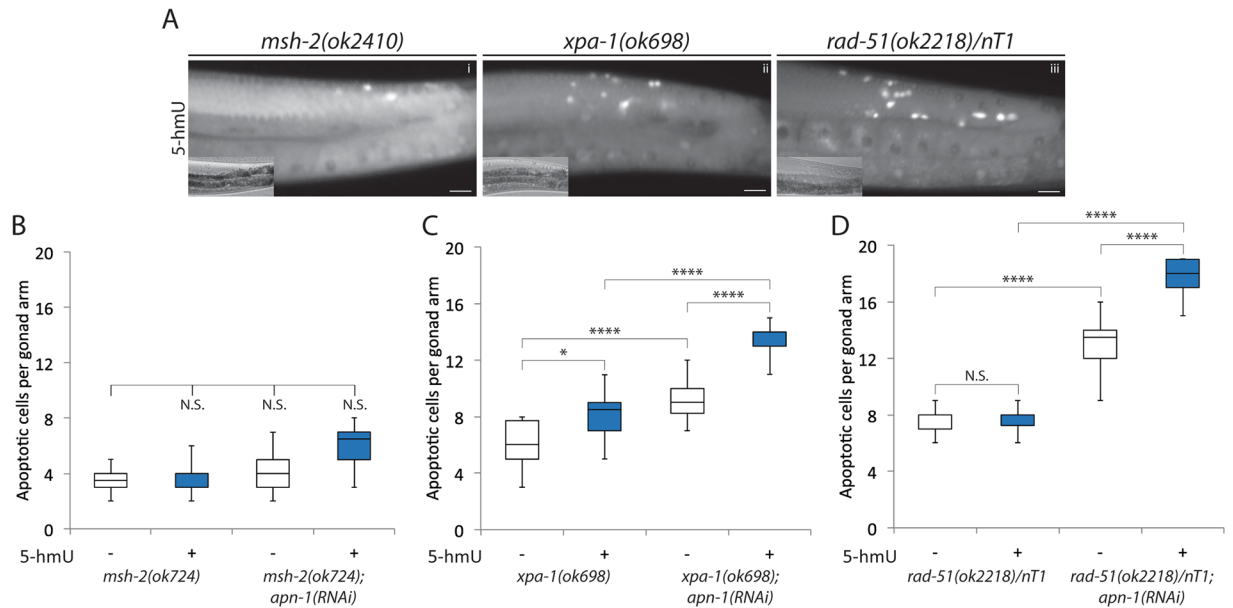 A
msh-2(ok2410)
xpa-1(ok698)
rad-51(ok2218)/nT1
5-hmU
i
ii
iii
B
Apoptotic cells per gonad arm
20
16
12
8
4
0
N.S.
N.S.
N.S.
5-hmU
-
+
-
+
msh-2(ok724)
msh-2(ok724);
apn-1(RNAi)
C
Apoptotic cells per gonad arm
20
16
12
8
4
0
****
****
****
*
5-hmU
-
+
-
+
xpa-1(ok698)
xpa-1(ok698);
apn-1(RNAi)
D
Apoptotic cells per gonad arm
20
16
12
8
4
0
****
****
****
N.S.
5-hmU
-
+
-
+
rad-51(ok2218)/nT1
rad-51(ok2218)/nT1;
apn-1(RNAi)